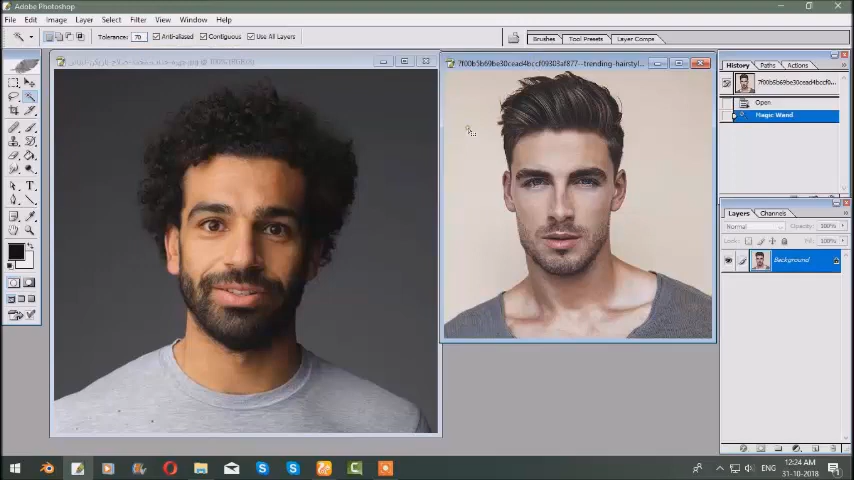 Adobe Photoshop
File Edit Image Layer Select Filter View Window Help
Tolerance: 70 Anti-aliased Contiguous Use All Layers
Brushes Tool Presets Layer Comps
History Paths Actions
Open
Magic Wand
Layers Channels
Normal Opacity: 100%
Lock: Fill: 100%
Background
ENG
12:24 AM
31-10-2018